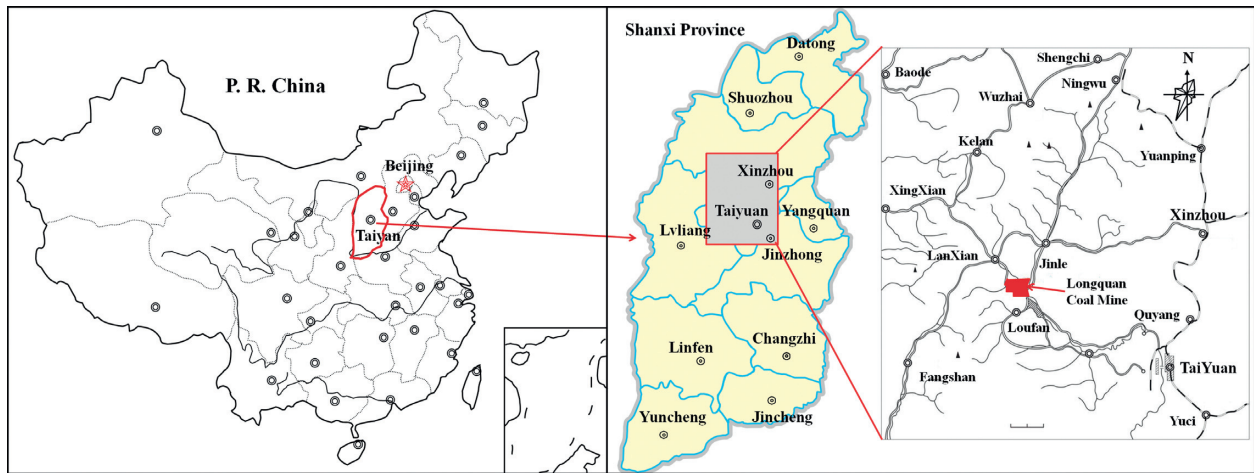 P. R. China
Beijing
Taiyan
Shanxi Province
Datong
Shuozhou
Xinzhou
Taiyuan
Yangquan
Lvliang
Jinzhong
Linfen
Changzhi
Jincheng
Yuncheng
Shengchi
N
Baode
Ningwu
Wuzhai
Kelan
Yuanping
XingXian
Xinzhou
LanXian
Jinle
Longquan
Coal Mine
Quyang
Loufan
Fangshan
TaiYuan
Yuci